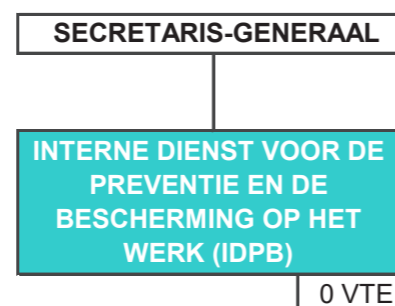 SECRETARIS-GENERAAL
INTERNE DIENST VOOR DE
PREVENTIE EN DE
BESCHERMING OP HET
WERK (IDPB)
0 VTE